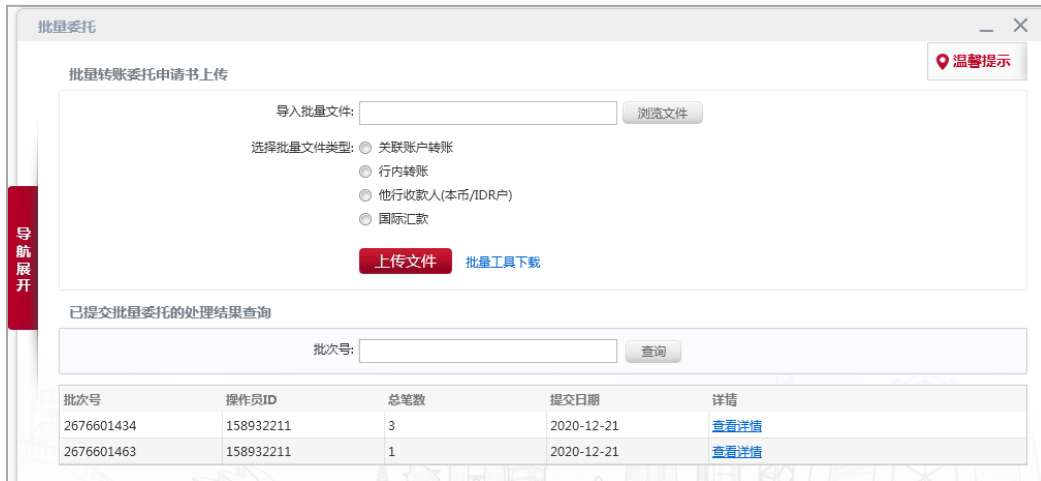 批量委托
温馨提示
批量转账委托申请书上传
导入批量文件: 浏览文件
选择批量文件类型: 关联账户转账
行内转账
他行收款人(本币/IDR户)
国际汇款
导航展开
上传文件 批量工具下载
已提交批量委托的处理结果查询
批次号: 查询
批次号 操作员ID 总笔数 提交日期 详情
2676601434 158932211 3 2020-12-21 查看详情
2676601463 158932211 1 2020-12-21 查看详情